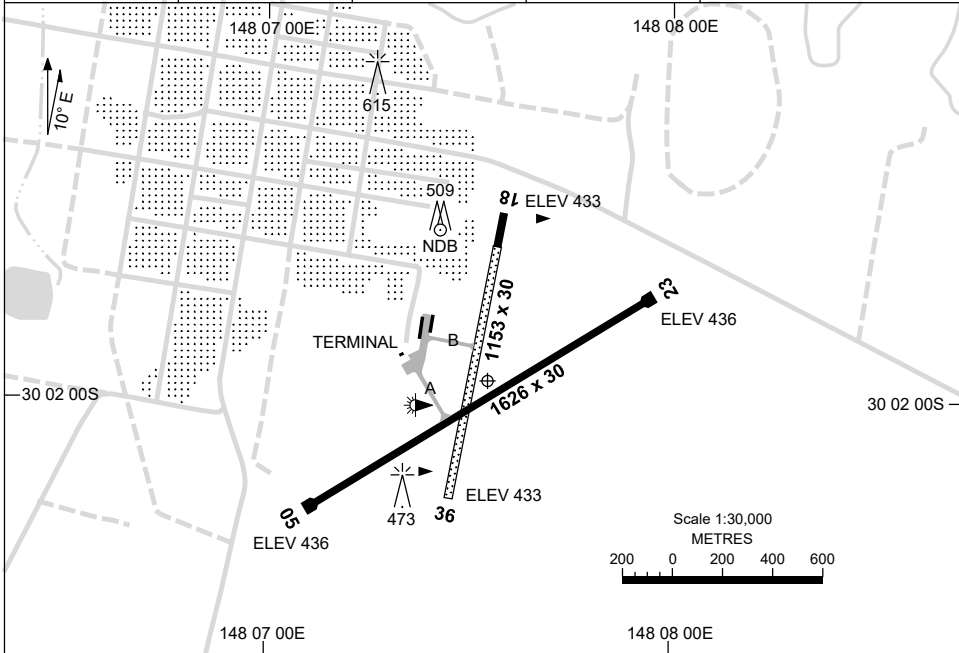 148 07 00E
148 08 00E
10° E
615
509
NDB
18
ELEV 433
23
ELEV 436
1153 x 30
B
TERMINAL
A
1626 x 30
30 02 00S
30 02 00S
473
36
ELEV 433
05
ELEV 436
Scale 1:30,000
METRES
200 0 200 400 600
148 07 00E
148 08 00E